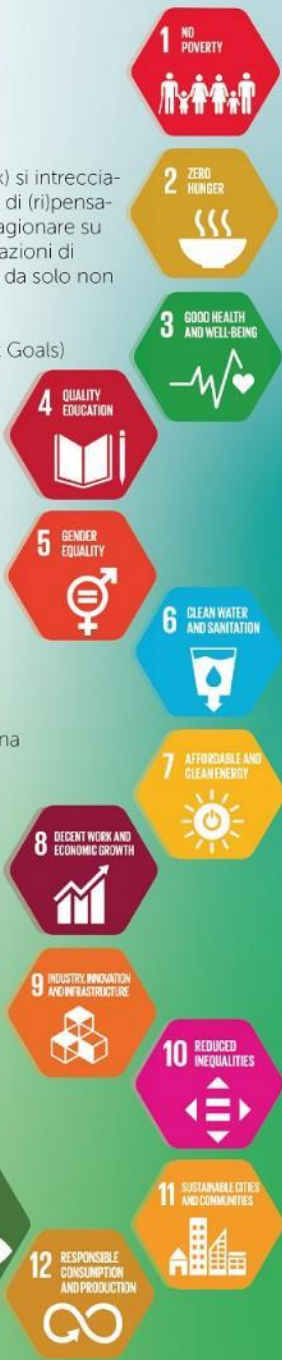 1 NO
POVERTY
x) si intreccia-
di (ri)pensa-
agionare su
azioni di
da solo non
2 ZERO
HUNGER
Goals)
3 GOOD HEALTH
AND WELL-BEING
4 QUALITY
EDUCATION
5 GENDER
EQUALITY
6 CLEAN WATER
AND SANITATION
na
7 AFFORDABLE AND
CLEAN ENERGY
8 DECENT WORK AND
ECONOMIC GROWTH
9 INDUSTRY, INNOVATION
AND INFRASTRUCTURE
10 REDUCED
INEQUALITIES
11 SUSTAINABLE CITIES
AND COMMUNITIES
12 RESPONSIBLE
CONSUMPTION
AND PRODUCTION